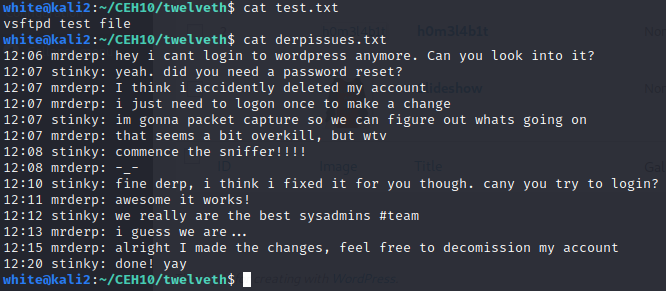 white@kali2:~/CEH10/twelveth$ cat test.txt
vsftpd test file
white@kali2:~/CEH10/twelveth$ cat derpissues.txt
12:06 mrderp: hey i cant login to wordpress anymore. Can you look into it?
12:07 stinky: yeah. did you need a password reset?
12:07 mrderp: I think i accidently deleted my account
12:07 mrderp: i just need to logon once to make a change
12:07 stinky: im gonna packet capture so we can figure out whats going on
12:07 mrderp: that seems a bit overkill, but wtv
12:08 stinky: commence the sniffer!!!!
12:08 mrderp: -_-
12:10 stinky: fine derp, i think i fixed it for you though. cany you try to login?
12:11 mrderp: awesome it works!
12:12 stinky: we really are the best sysadmins #team
12:13 mrderp: i guess we are...
12:15 mrderp: alright I made the changes, feel free to decomission my account
12:20 stinky: done! yay
white@kali2:~/CEH10/twelveth$